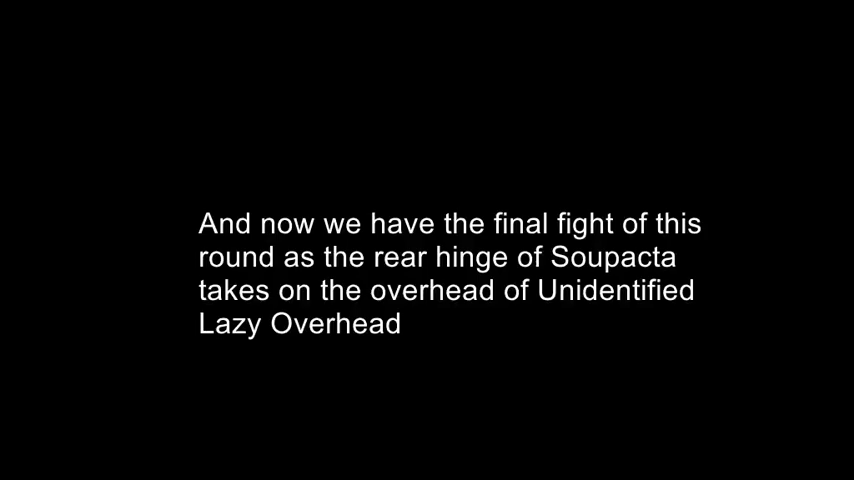 And now we have the final fight of this
round as the rear hinge of Soupacta
takes on the overhead of Unidentified
Lazy Overhead